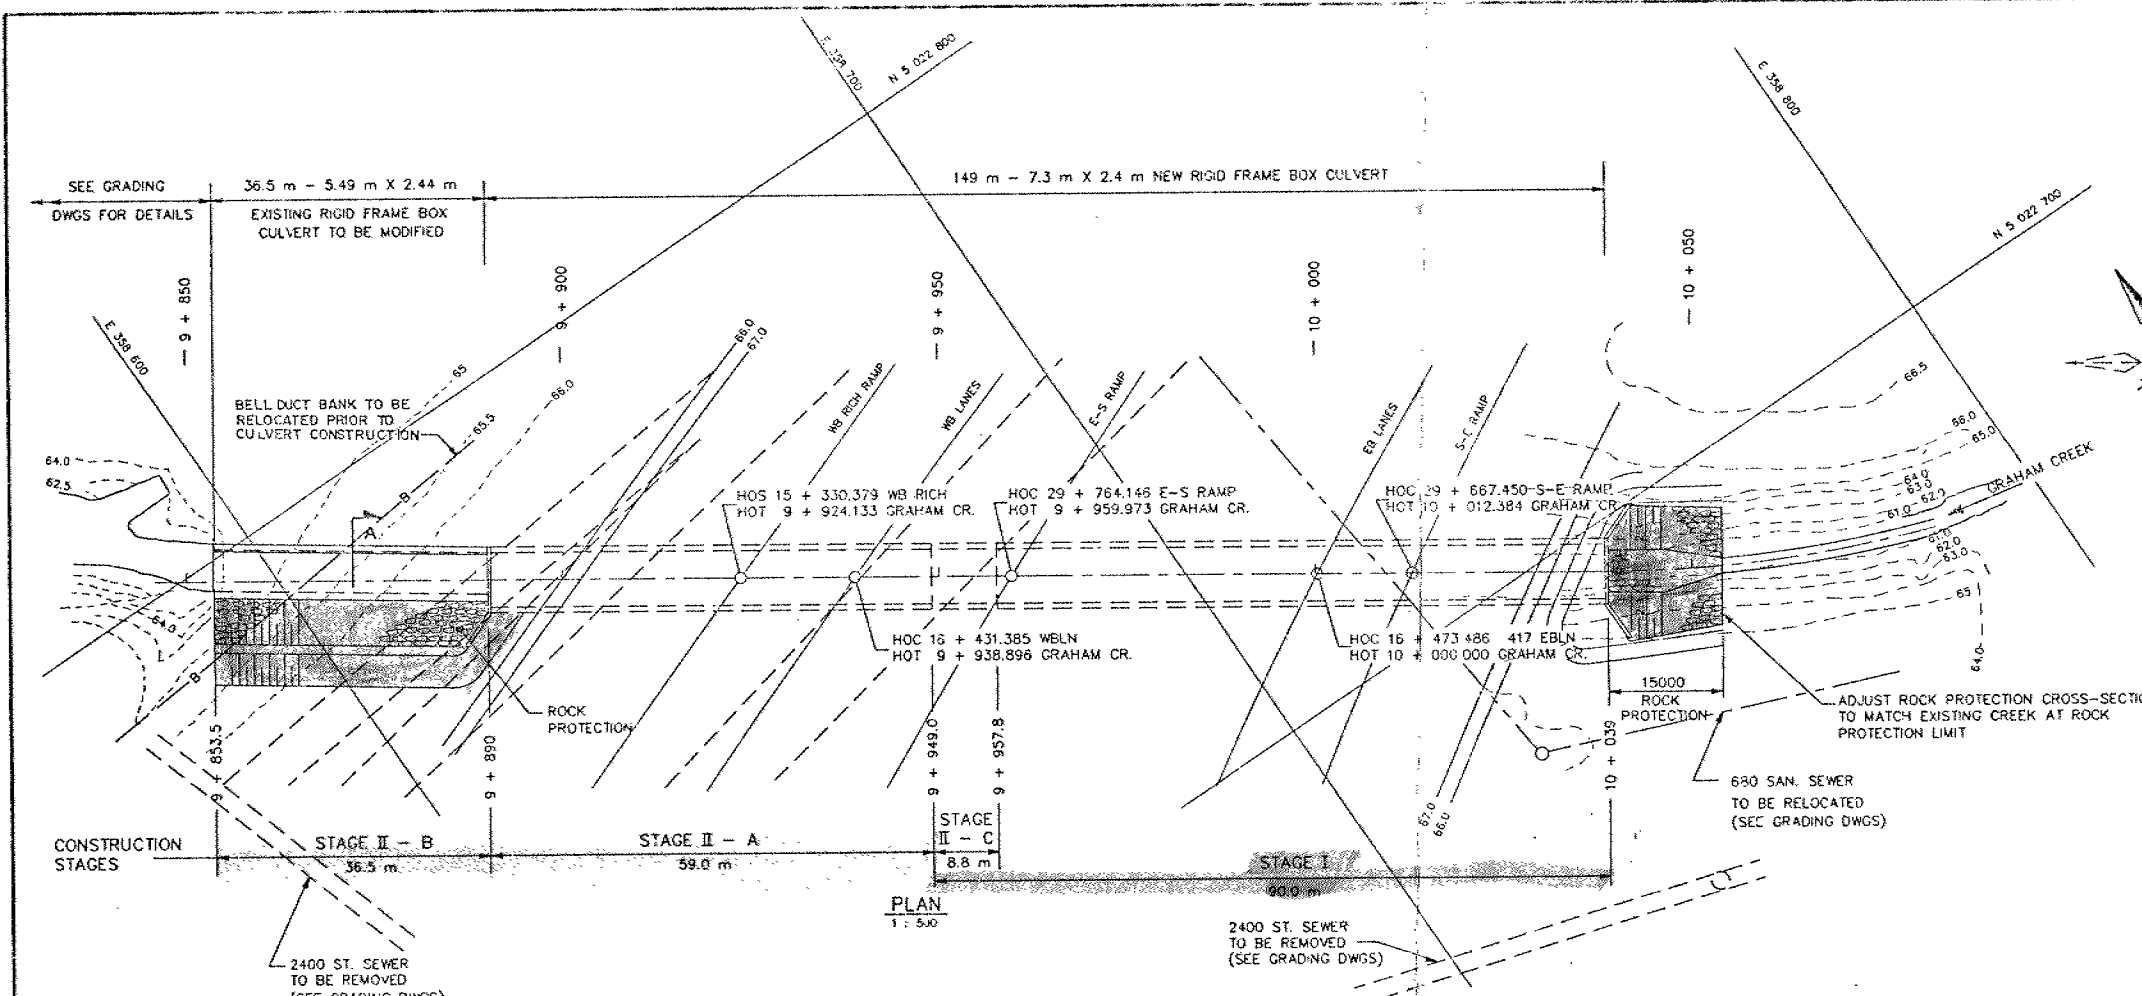 E 358 700
N 5 022 800
E 358 800
SEE GRADING
DWGS FOR DETAILS
36.5 m - 5.49 m X 2.44 m
EXISTING RIGID FRAME BOX
CULVERT TO BE MODIFIED
149 m - 7.3 m X 2.4 m NEW RIGID FRAME BOX CULVERT
N 5 022 700
9 + 850
9 + 900
9 + 950
10 + 000
10 + 050
E 358 600
BELL DUCT BANK TO BE
RELOCATED PRIOR TO
CULVERT CONSTRUCTION
65
65.5
66.0
66.0
67.0
WB RICH RAMP
WB LANES
E-S RAMP
EB LANES
S-E RAMP
66.5
66.0
65.0
64.0
63.0
62.0
61.0
GRAHAM CREEK
61.0
62.0
63.0
65
64.0
64.0
62.5
B
A
HOS 15 + 330.379 WB RICH
HOT 9 + 924.133 GRAHAM CR.
HOC 29 + 764.146 E-S RAMP
HOT 9 + 959.973 GRAHAM CR.
HOC 29 + 667.450 S-E RAMP
HOT 10 + 012.384 GRAHAM CR
HOC 16 + 431.385 WBLN
HOT 9 + 938.896 GRAHAM CR.
HOC 16 + 473 486 417 EBLN
HOT 10 + 000 000 GRAHAM CR.
64.0
B
ROCK
PROTECTION
15000
ROCK
PROTECTION
ADJUST ROCK PROTECTION CROSS-SECTIO
TO MATCH EXISTING CREEK AT ROCK
PROTECTION LIMIT
9 + 853.5
9 + 890
9 + 949.0
9 + 957.8
10 + 039
67.0
66.0
680 SAN. SEWER
TO BE RELOCATED
(SEE GRADING DWGS)
CONSTRUCTION
STAGES
STAGE II - B
36.5 m
STAGE II - A
59.0 m
STAGE
II - C
8.8 m
STAGE I
90.0 m
PLAN
1 : 500
2400 ST. SEWER
TO BE REMOVED
(SEE GRADING DWGS)
2400 ST. SEWER
TO BE REMOVED
(SEE GRADING DWGS)